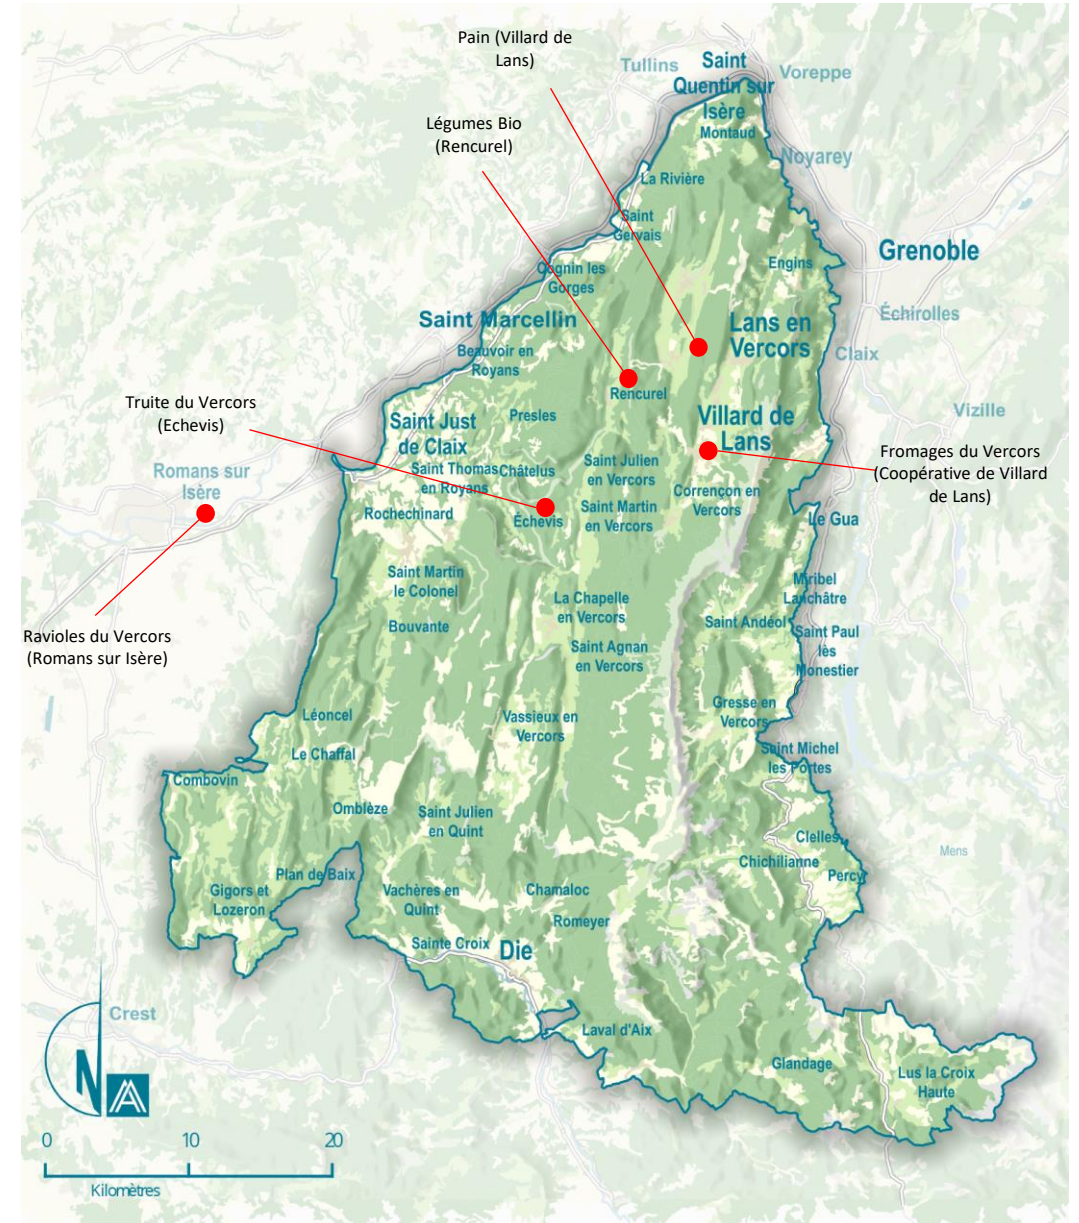 Pain (Villard de
Lans)
Tullins
Saint
Quentin sur
Isère
Voreppe
Montaud
Légumes Bio
(Rencurel)
Noyarey
La Rivière
Saint
Gervais
Grenoble
Engins
Cognin les
Gorges
Échirolles
Saint Marcellin
Lans en
Vercors
Beauvoir en
Royans
Claix
Rencurel
Truite du Vercors
(Echevis)
Presles
Villard de
Lans
Vizille
Saint Just
de Claix
Fromages du Vercors
(Coopérative de Villard
de Lans)
Romans sur
Isère
Saint Thomas
en Royans
Châtelus
Saint Julien
en Vercors
Corrençon en
Vercors
Rochechinard
Échevis
Saint Martin
en Vercors
Le Gua
Saint Martin
le Colonel
Miribel
Lanchâtre
La Chapelle
en Vercors
Bouvante
Saint Andéol
Saint Paul
lès
Monestier
Ravioles du Vercors
(Romans sur Isère)
Saint Agnan
en Vercors
Léoncel
Vassieux en
Vercors
Gresse en
Vercors
Le Chaffal
Saint Michel
les Portes
Combovin
Omblèze
Saint Julien
en Quint
Clelles
Mens
Chichilianne
Percy
Plan de Baix
Gigors et
Lozeron
Vachères en
Quint
Chamaloc
Romeyer
Sainte Croix
Die
Crest
Laval d'Aix
Glandage
Lus la Croix
Haute
N
0 10 20
Kilomètres